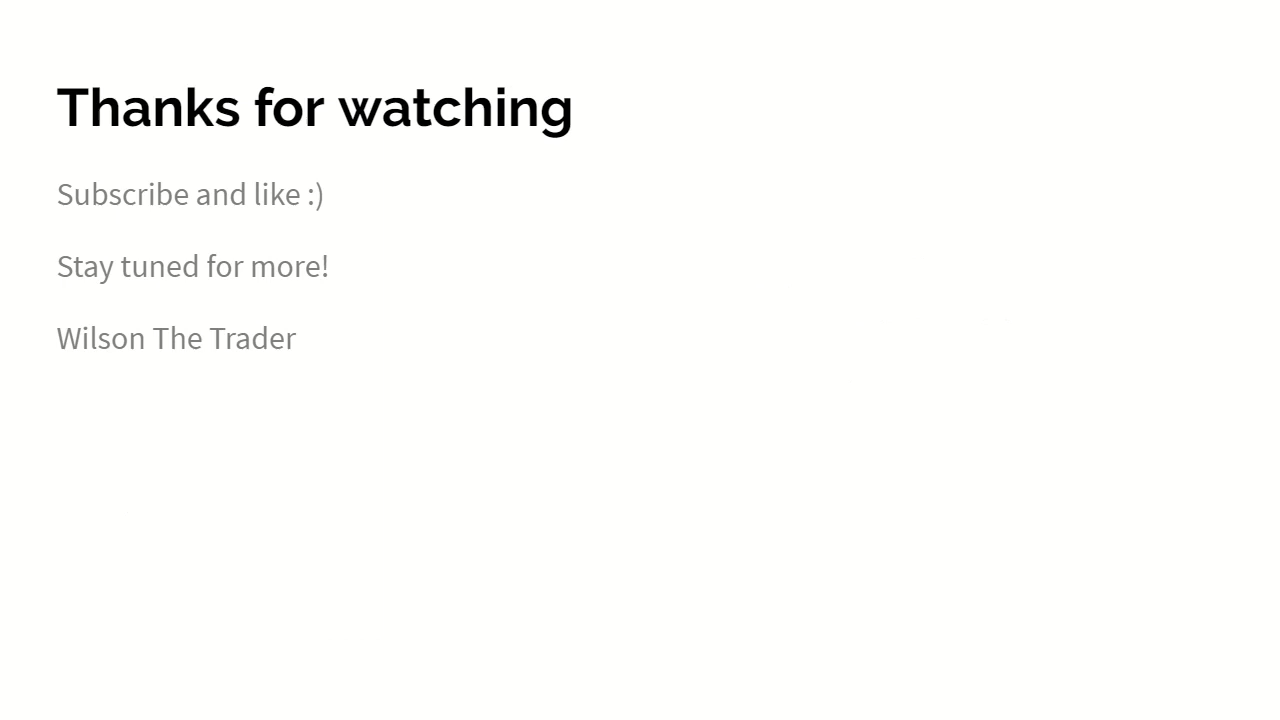 Thanks for watching
Subscribe and like :)
Stay tuned for more!
Wilson The Trader